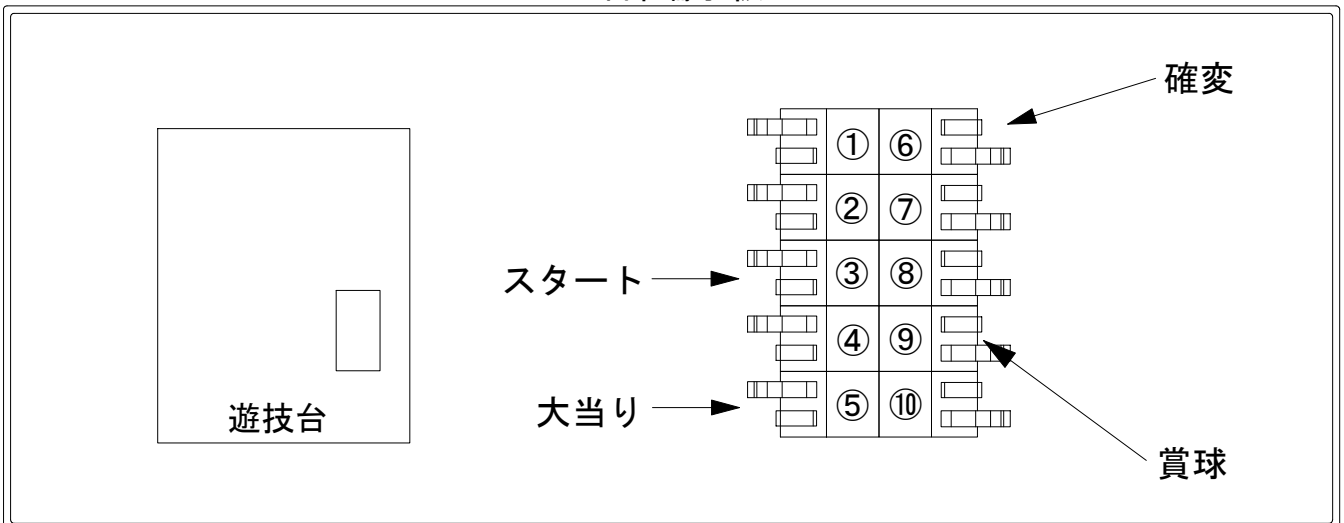 確変
① ⑥
② ⑦
スタート ③ ⑧
④ ⑨
大当り ⑤ ⑩
遊技台
賞球